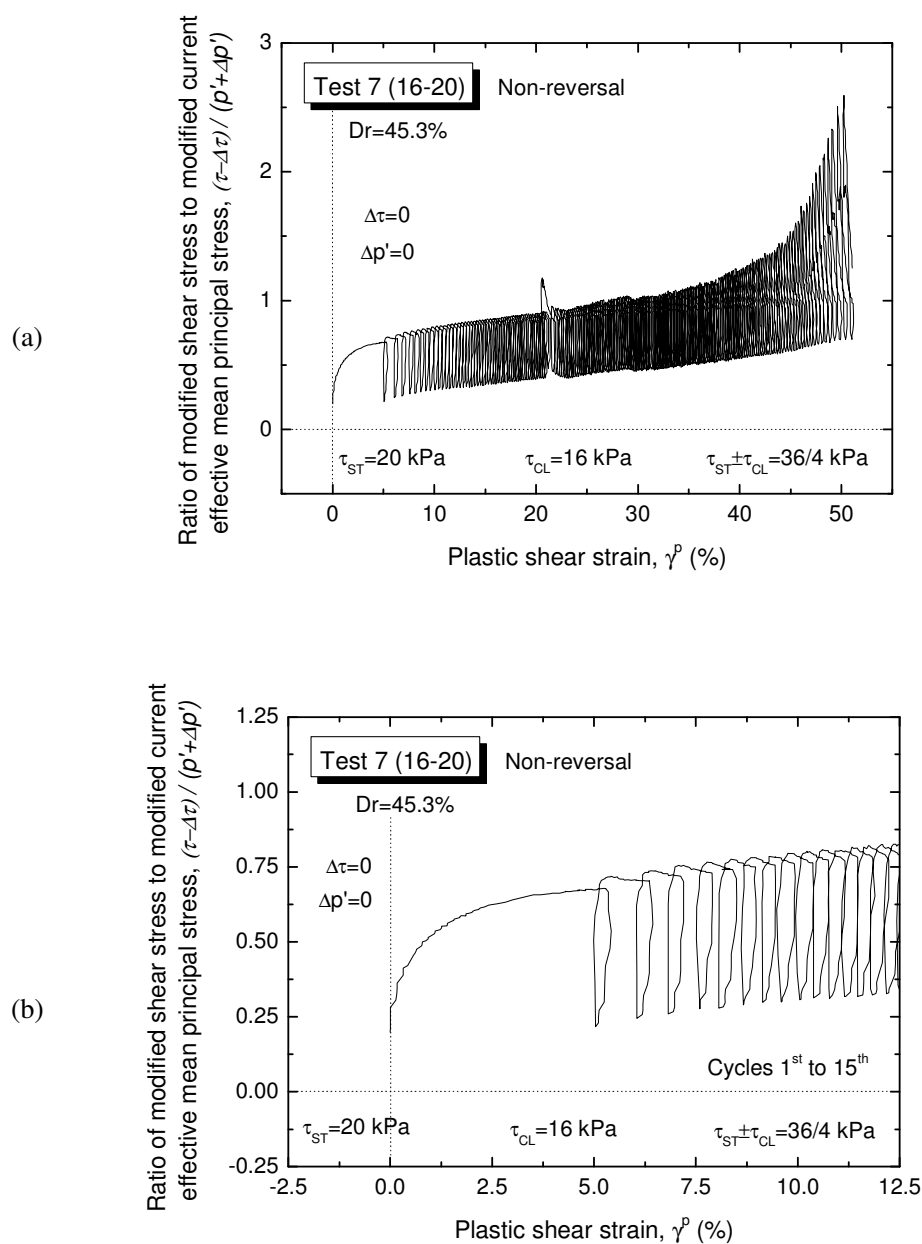 (a)
Ratio of modified shear stress to modified current
effective mean principal stress, (τ−Δτ) / (p'+Δp')
3
2
1
0
Test 7 (16-20) Non-reversal
Dr=45.3%
Δτ=0
Δp'=0
τST=20 kPa τCL=16 kPa τST±τCL=36/4 kPa
0 10 20 30 40 50
Plastic shear strain, γp (%)
(b)
Ratio of modified shear stress to modified current
effective mean principal stress, (τ−Δτ) / (p'+Δp')
1.25
1.00
0.75
0.50
0.25
0.00
-0.25
Test 7 (16-20) Non-reversal
Dr=45.3%
Δτ=0
Δp'=0
Cycles 1st to 15th
τST=20 kPa τCL=16 kPa τST±τCL=36/4 kPa
-2.5 0.0 2.5 5.0 7.5 10.0 12.5
Plastic shear strain, γp (%)